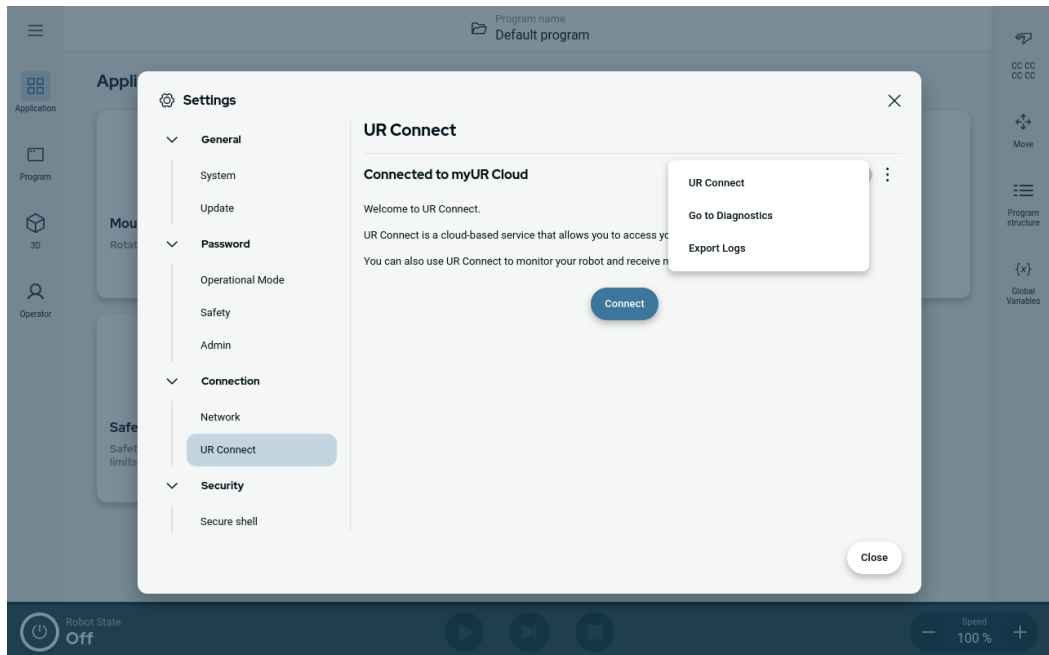 Program name
Default program
Application
Program
3D
Operator
Appli
Mou
Rotat
Safe
Safet
limits
Settings
General
System
Update
Password
Operational Mode
Safety
Admin
Connection
Network
UR Connect
Security
Secure shell
UR Connect
Connected to myUR Cloud
Welcome to UR Connect.
UR Connect is a cloud-based service that allows you to access yo
You can also use UR Connect to monitor your robot and receive n
UR Connect
Go to Diagnostics
Export Logs
Connect
Close
CC CC
CC CC
Move
Program
structure
{x}
Global
Variables
Robot State
Off
Speed
100 %